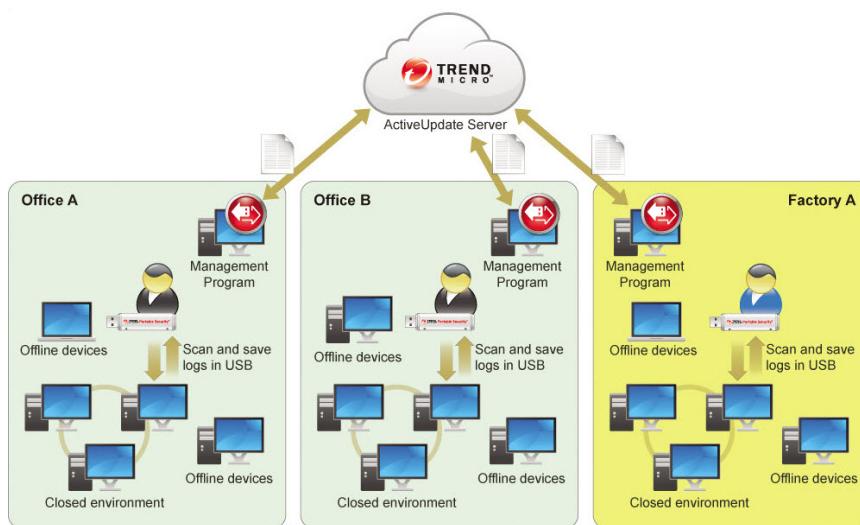 TREND
MICRO™
ActiveUpdate Server
Office A
Management
Program
Offline devices
Scan and save
logs in USB
Closed environment
Offline devices
Office B
Management
Program
Offline devices
Scan and save
logs in USB
Closed environment
Offline devices
Factory A
Management
Program
Offline devices
Scan and save
logs in USB
Closed environment
Offline devices